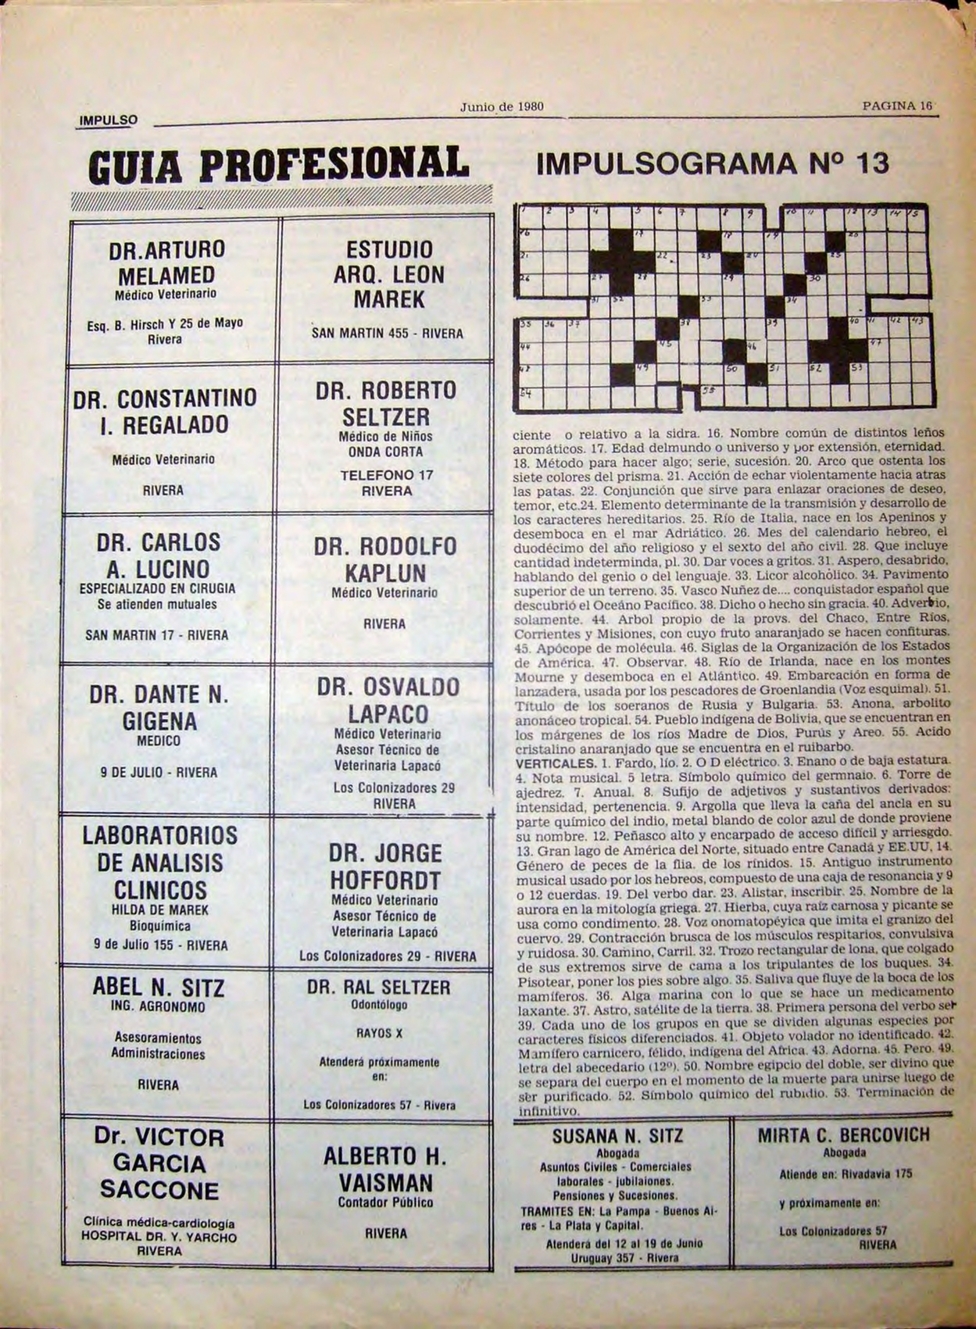 IMPULSO
Junio de 1980
PAGINA 16
GUIA PROFESIONAL
DR.ARTURO
MELAMED
Médico Veterinario
Esq. B. Hirsch Y 25 de Mayo
Rivera
ESTUDIO
ARQ. LEON
MAREK
SAN MARTIN 455 - RIVERA
DR. CONSTANTINO
I. REGALADO
Médico Veterinario
RIVERA
DR. ROBERTO
SELTZER
Médico de Niños
ONDA CORTA
TELEFONO 17
RIVERA
DR. CARLOS
A. LUCINO
ESPECIALIZADO EN CIRUGIA
Se atienden mutuales
SAN MARTIN 17 - RIVERA
DR. RODOLFO
KAPLUN
Médico Veterinario
RIVERA
DR. DANTE N.
GIGENA
MEDICO
9 DE JULIO - RIVERA
DR. OSVALDO
LAPACO
Médico Veterinario
Asesor Técnico de
Veterinaria Lapacó
Los Colonizadores 29
RIVERA
LABORATORIOS
DE ANALISIS
CLINICOS
HILDA DE MAREK
Bioquímica
9 de Julio 155 - RIVERA
DR. JORGE
HOFFORDT
Médico Veterinario
Asesor Técnico de
Veterinaria Lapacó
Los Colonizadores 29 - RIVERA
ABEL N. SITZ
ING. AGRONOMO
Asesoramientos
Administraciones
RIVERA
DR. RAL SELTZER
Odontólogo
RAYOS X
Atenderá próximamente
en:
Los Colonizadores 57 - Rivera
Dr. VICTOR
GARCIA
SACCONE
Clínica médica-cardiología
HOSPITAL DR. Y. YARCHO
RIVERA
ALBERTO H.
VAISMAN
Contador Público
RIVERA
IMPULSOGRAMA Nº 13
ciente o relativo a la sidra. 16. Nombre común de distintos leños
aromáticos. 17. Edad delmundo o universo y por extensión, eternidad.
18. Método para hacer algo; serie, sucesión. 20. Arco que ostenta los
siete colores del prisma. 21. Acción de echar violentamente hacia atras
las patas. 22. Conjunción que sirve para enlazar oraciones de deseo,
temor, etc.24. Elemento determinante de la transmisión y desarrollo de
los caracteres hereditarios. 25. Río de Italia, nace en los Apeninos y
desemboca en el mar Adriático. 26. Mes del calendario hebreo, el
duodécimo del año religioso y el sexto del año civil. 28. Que incluye
cantidad indeterminda, pl. 30. Dar voces a gritos. 31. Aspero, desabrido,
hablando del genio o del lenguaje. 33. Licor alcohólico. 34. Pavimento
superior de un terreno. 35. Vasco Nuñez de.... conquistador español que
descubrió el Oceáno Pacífico. 38. Dicho o hecho sin gracia. 40. Adverbio,
solamente. 44. Arbol propio de la provs. del Chaco, Entre Ríos,
Corrientes y Misiones, con cuyo fruto anaranjado se hacen confituras.
45. Apócope de molécula. 46. Siglas de la Organización de los Estados
de América. 47. Observar. 48. Río de Irlanda, nace en los montes
Mourne y desemboca en el Atlántico. 49. Embarcación en forma de
lanzadera, usada por los pescadores de Groenlandia (Voz esquimal). 51.
Título de los soeranos de Rusia y Bulgaria. 53. Anona, arbolito
anonáceo tropical. 54. Pueblo indígena de Bolivia, que se encuentran en
los márgenes de los ríos Madre de Dios, Purús y Areo. 55. Acido
cristalino anaranjado que se encuentra en el ruibarbo.
VERTICALES. 1. Fardo, lío. 2. O D eléctrico. 3. Enano o de baja estatura.
4. Nota musical. 5 letra. Símbolo químico del germnaio. 6. Torre de
ajedrez. 7. Anual. 8. Sufijo de adjetivos y sustantivos derivados:
intensidad, pertenencia. 9. Argolla que lleva la caña del ancla en su
parte químico del indio, metal blando de color azul de donde proviene
su nombre. 12. Peñasco alto y encarpado de acceso difícil y arriesgdo.
13. Gran lago de América del Norte, situado entre Canadá y EE.UU, 14.
Género de peces de la flia. de los rínidos. 15. Antiguo instrumento
musical usado por los hebreos, compuesto de una caja de resonancia y 9
o 12 cuerdas. 19. Del verbo dar. 23. Alistar, inscribir. 25. Nombre de la
aurora en la mitología griega. 27. Hierba, cuya raíz carnosa y picante se
usa como condimento. 28. Voz onomatopéyica que imita el granizo del
cuervo. 29. Contracción brusca de los músculos respitarios, convulsiva
y ruidosa. 30. Camino, Carril. 32. Trozo rectangular de lona, que colgado
de sus extremos sirve de cama a los tripulantes de los buques. 34.
Pisotear, poner los pies sobre algo. 35. Saliva que fluye de la boca de los
mamíferos. 36. Alga marina con lo que se hace un medicamento
laxante. 37. Astro, satélite de la tierra. 38. Primera persona del verbo ser
39. Cada uno de los grupos en que se dividen algunas especies por
caracteres físicos diferenciados. 41. Objeto volador no identificado. 42.
Mamífero carnicero, félido, indígena del Africa. 43. Adorna. 45. Pero. 49.
letra del abecedario (12º). 50. Nombre egipcio del doble, ser divino que
se separa del cuerpo en el momento de la muerte para unirse luego de
ser purificado. 52. Símbolo químico del rubidio. 53. Terminación de
infinitivo.
SUSANA N. SITZ
Abogada
Asuntos Civiles - Comerciales
laborales - jubilaiones.
Pensiones y Sucesiones.
TRAMITES EN: La Pampa - Buenos Ai-
res - La Plata y Capital.
Atenderá del 12 al 19 de Junio
Uruguay 357 - Rivera
MIRTA C. BERCOVICH
Abogada
Atiende en: Rivadavia 175
y próximamente en:
Los Colonizadores 57
RIVERA